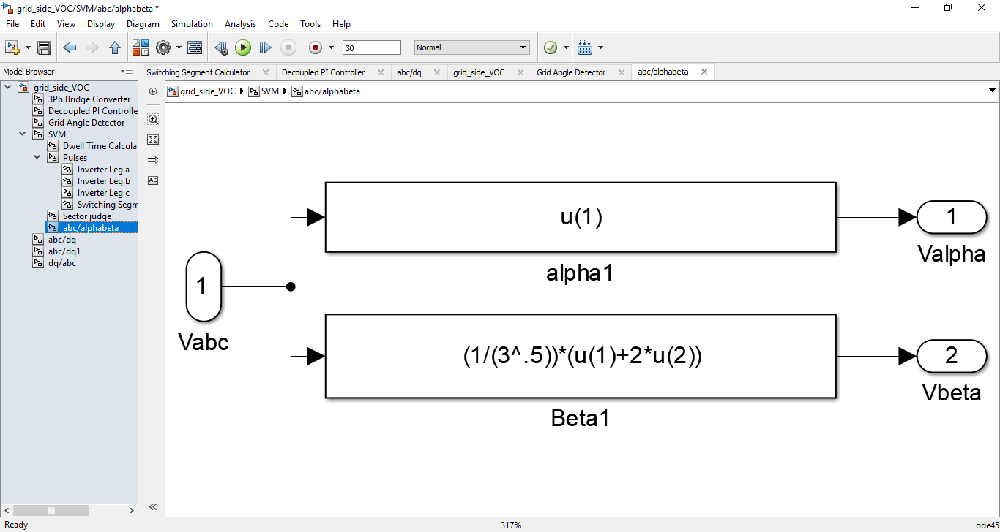 grid_side_VOC/SVM/abc/alphabeta *
File Edit View Display Diagram Simulation Analysis Code Tools Help
30 Normal
Model Browser
Switching Segment Calculator Decoupled PI Controller abc/dq grid_side_VOC Grid Angle Detector abc/alphabeta
grid_side_VOC SVM abc/alphabeta
grid_side_VOC
3Ph Bridge Converter
Decoupled PI Controlle
Grid Angle Detector
SVM
Dwell Time Calcula
Pulses
Inverter Leg a
Inverter Leg b
Inverter Leg c
Switching Segm
Sector judge
abc/alphabeta
abc/dq
abc/dq1
dq/abc
u(1)
1
Valpha
alpha1
1
Vabc
(1/(3^.5))*(u(1)+2*u(2))
2
Vbeta
Beta1
Ready 317% ode45